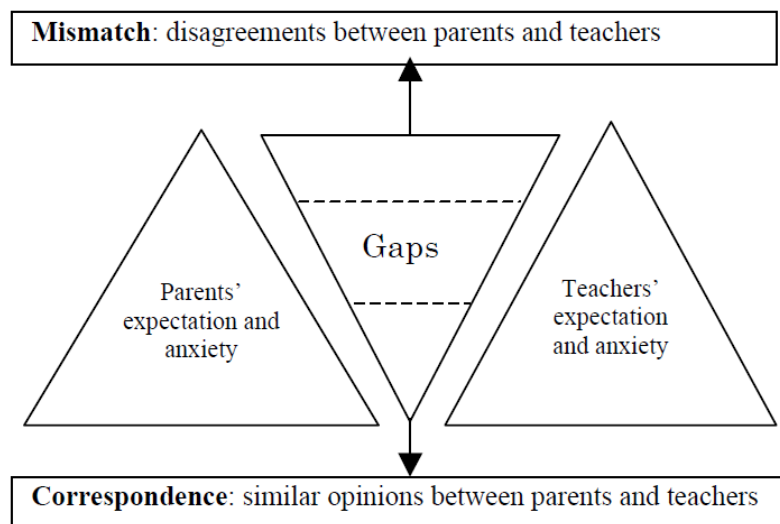 Mismatch: disagreements between parents and teachers
Gaps
Parents’
expectation and
anxiety
Teachers’
expectation
and anxiety
Correspondence: similar opinions between parents and teachers